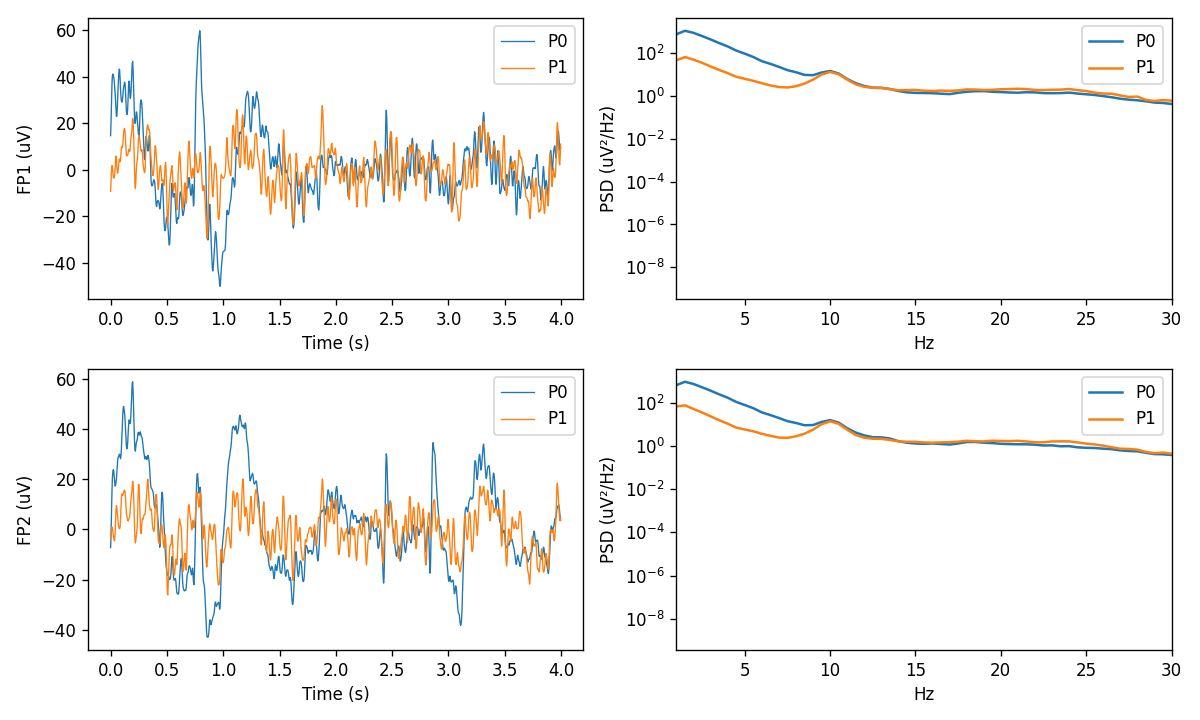 60
40
20
0
−20
−40
FP1 (uV)
0.0 0.5 1.0 1.5 2.0 2.5 3.0 3.5 4.0
Time (s)
P0
P1
10²
10⁰
10⁻²
10⁻⁴
10⁻⁶
10⁻⁸
PSD (uV²/Hz)
5 10 15 20 25 30
Hz
P0
P1
60
40
20
0
−20
−40
FP2 (uV)
0.0 0.5 1.0 1.5 2.0 2.5 3.0 3.5 4.0
Time (s)
P0
P1
10²
10⁰
10⁻²
10⁻⁴
10⁻⁶
10⁻⁸
PSD (uV²/Hz)
5 10 15 20 25 30
Hz
P0
P1